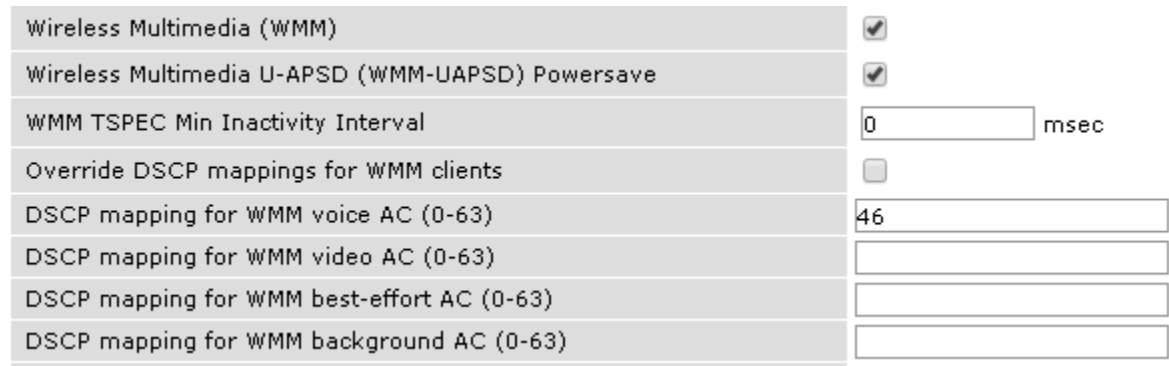 Wireless Multimedia (WMM)
Wireless Multimedia U-APSD (WMM-UAPSD) Powersave
WMM TSPEC Min Inactivity Interval 0 msec
Override DSCP mappings for WMM clients
DSCP mapping for WMM voice AC (0-63) 46
DSCP mapping for WMM video AC (0-63)
DSCP mapping for WMM best-effort AC (0-63)
DSCP mapping for WMM background AC (0-63)